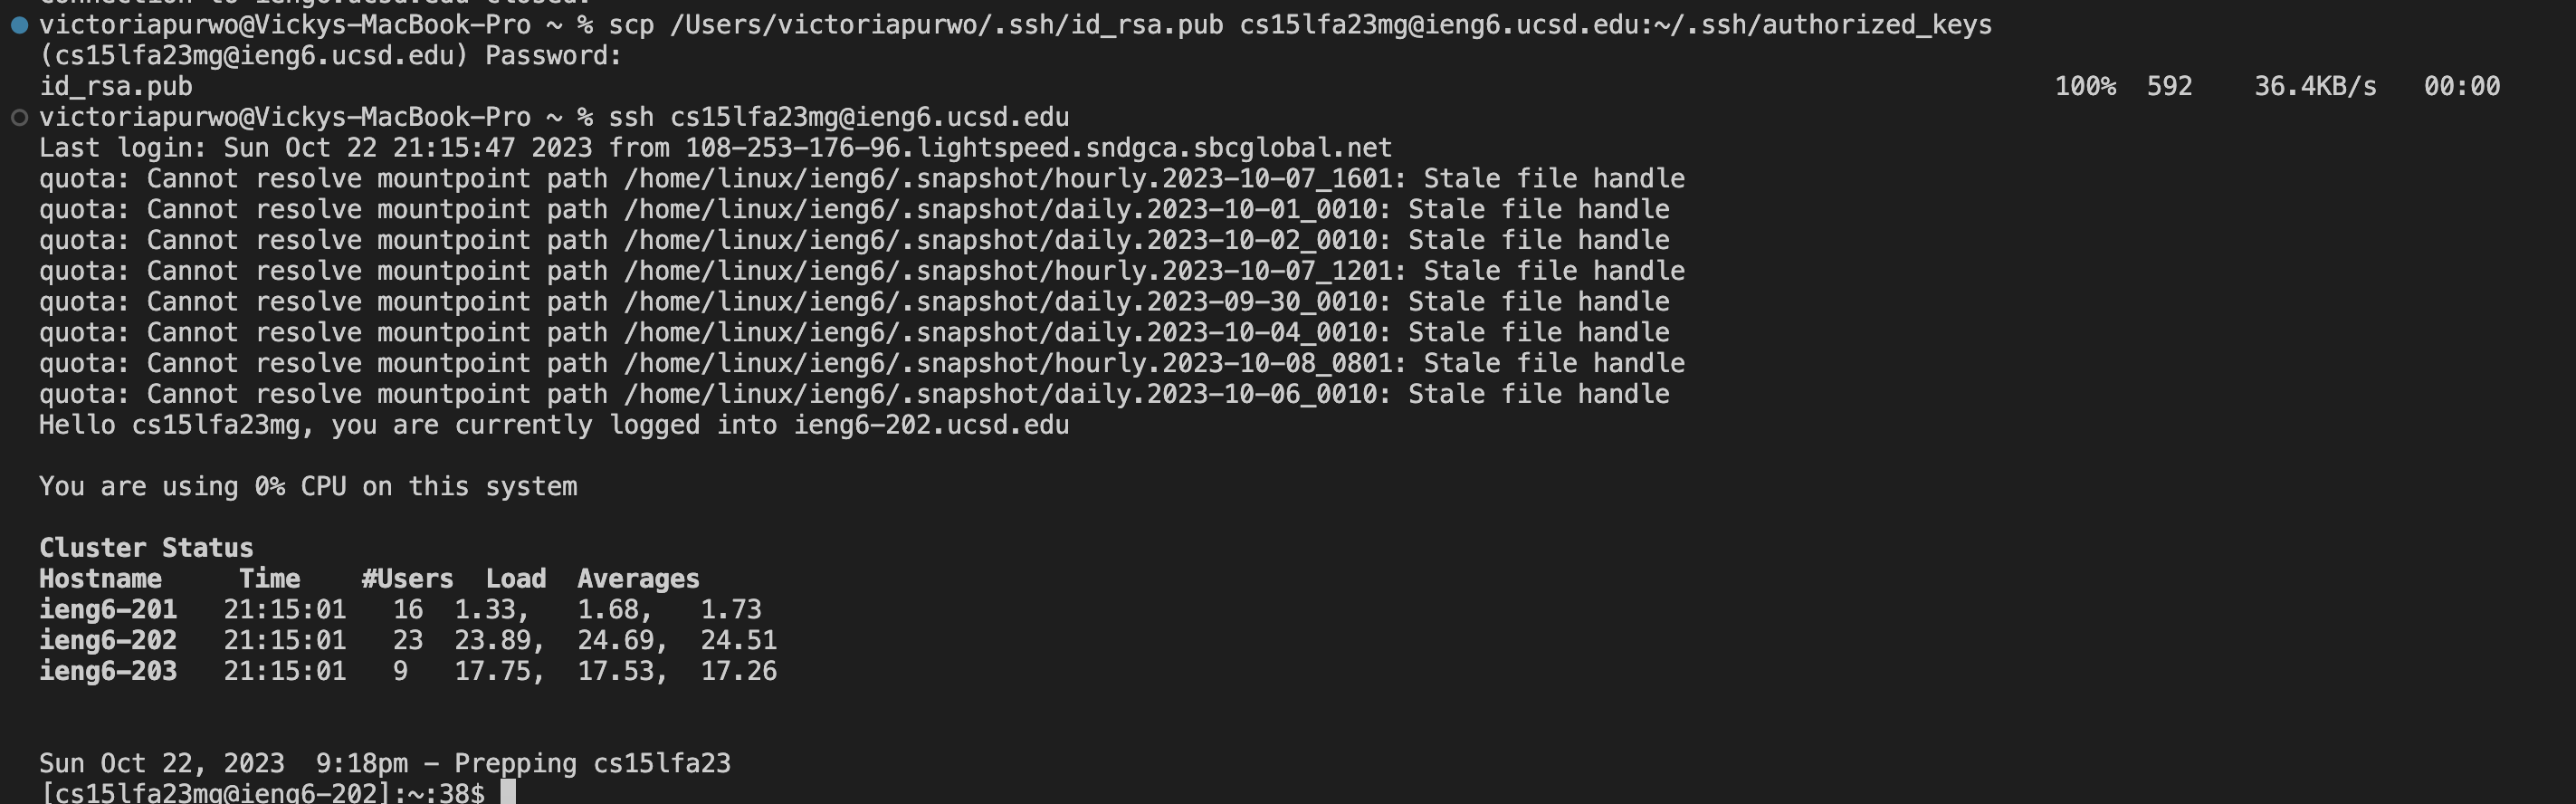 connection to ieng6.ucsd.edu closed.
victoriapurwo@Vickys-MacBook-Pro ~ % scp /Users/victoriapurwo/.ssh/id_rsa.pub cs15lfa23mg@ieng6.ucsd.edu:~/.ssh/authorized_keys
(cs15lfa23mg@ieng6.ucsd.edu) Password:
id_rsa.pub 100% 592 36.4KB/s 00:00
victoriapurwo@Vickys-MacBook-Pro ~ % ssh cs15lfa23mg@ieng6.ucsd.edu
Last login: Sun Oct 22 21:15:47 2023 from 108-253-176-96.lightspeed.sndgca.sbcglobal.net
quota: Cannot resolve mountpoint path /home/linux/ieng6/.snapshot/hourly.2023-10-07_1601: Stale file handle
quota: Cannot resolve mountpoint path /home/linux/ieng6/.snapshot/daily.2023-10-01_0010: Stale file handle
quota: Cannot resolve mountpoint path /home/linux/ieng6/.snapshot/daily.2023-10-02_0010: Stale file handle
quota: Cannot resolve mountpoint path /home/linux/ieng6/.snapshot/hourly.2023-10-07_1201: Stale file handle
quota: Cannot resolve mountpoint path /home/linux/ieng6/.snapshot/daily.2023-09-30_0010: Stale file handle
quota: Cannot resolve mountpoint path /home/linux/ieng6/.snapshot/daily.2023-10-04_0010: Stale file handle
quota: Cannot resolve mountpoint path /home/linux/ieng6/.snapshot/hourly.2023-10-08_0801: Stale file handle
quota: Cannot resolve mountpoint path /home/linux/ieng6/.snapshot/daily.2023-10-06_0010: Stale file handle
Hello cs15lfa23mg, you are currently logged into ieng6-202.ucsd.edu
You are using 0% CPU on this system
Cluster Status
Hostname Time #Users Load Averages
ieng6-201 21:15:01 16 1.33, 1.68, 1.73
ieng6-202 21:15:01 23 23.89, 24.69, 24.51
ieng6-203 21:15:01 9 17.75, 17.53, 17.26
Sun Oct 22, 2023 9:18pm - Prepping cs15lfa23
[cs15lfa23mg@ieng6-202]:~:38$